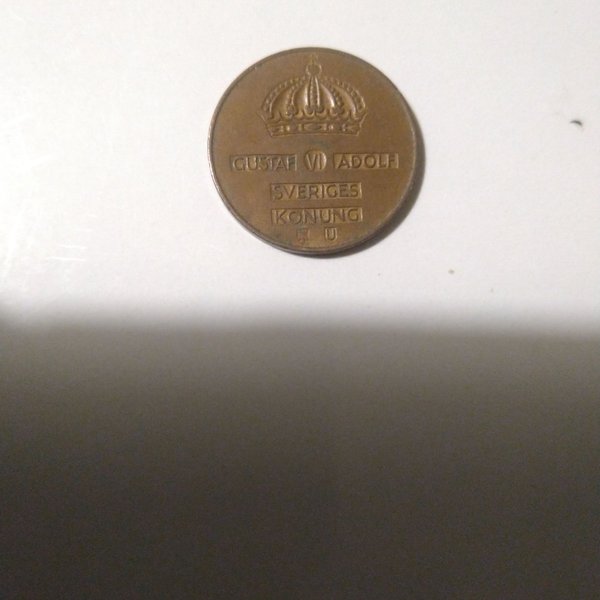 GUSTAF VI ADOLF
SVERIGES
KONUNG
U